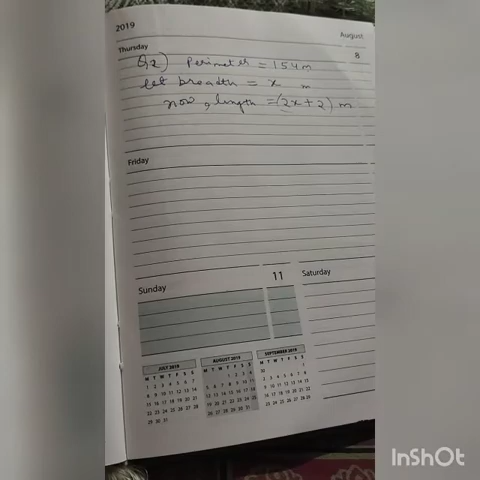 2019
August
Thursday
8
Q2) Perimeter = 154 m
let breadth = x m
now, length = (2x+2) m
Friday
Sunday
11
Saturday
JULY 2019
AUGUST 2019
SEPTEMBER 2019
M T W T F S S
M T W T F S S
M T W T F S S
InShOt